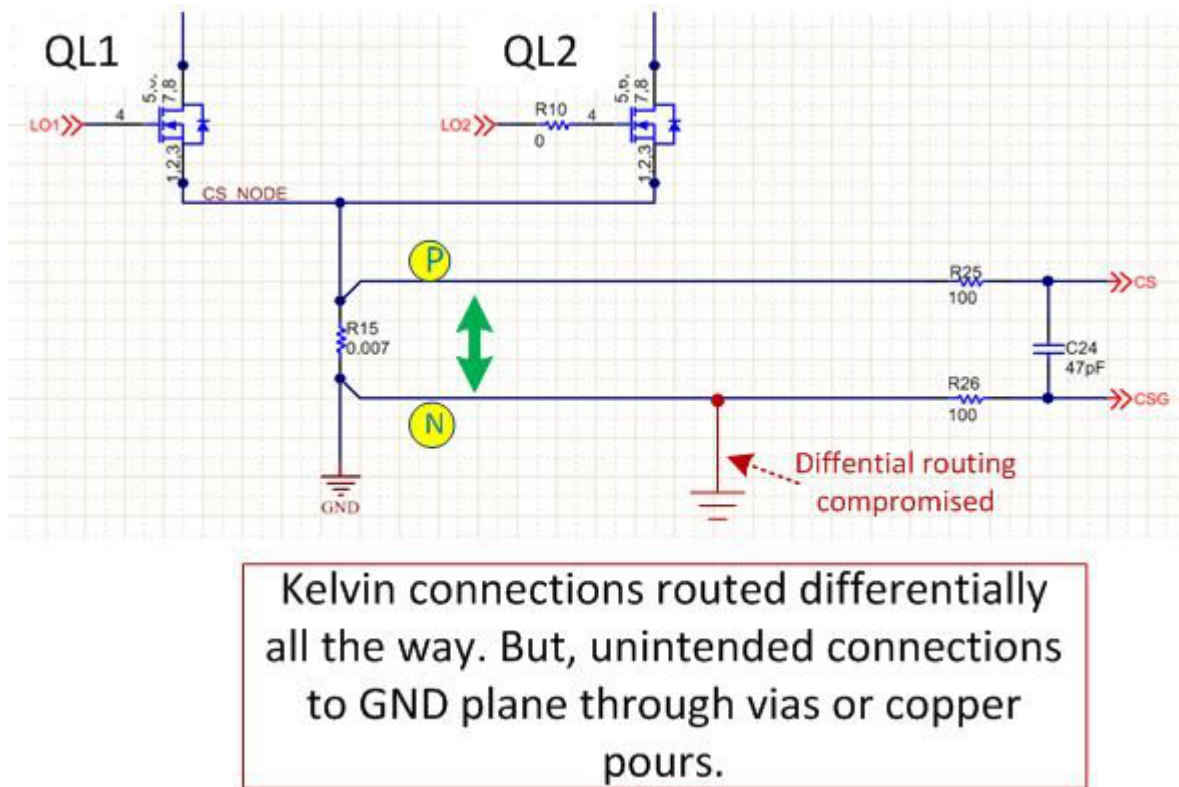 QL1
QL2
5,6,
7,8
5,6,
7,8
R10
LO1
4
LO2
4
0
1,2,3
1,2,3
CS NODE
P
R25
CS
100
R15
0.007
C24
47pF
R26
CSG
100
N
Diffential routing
compromised
GND
Kelvin connections routed differentially
all the way. But, unintended connections
to GND plane through vias or copper
pours.